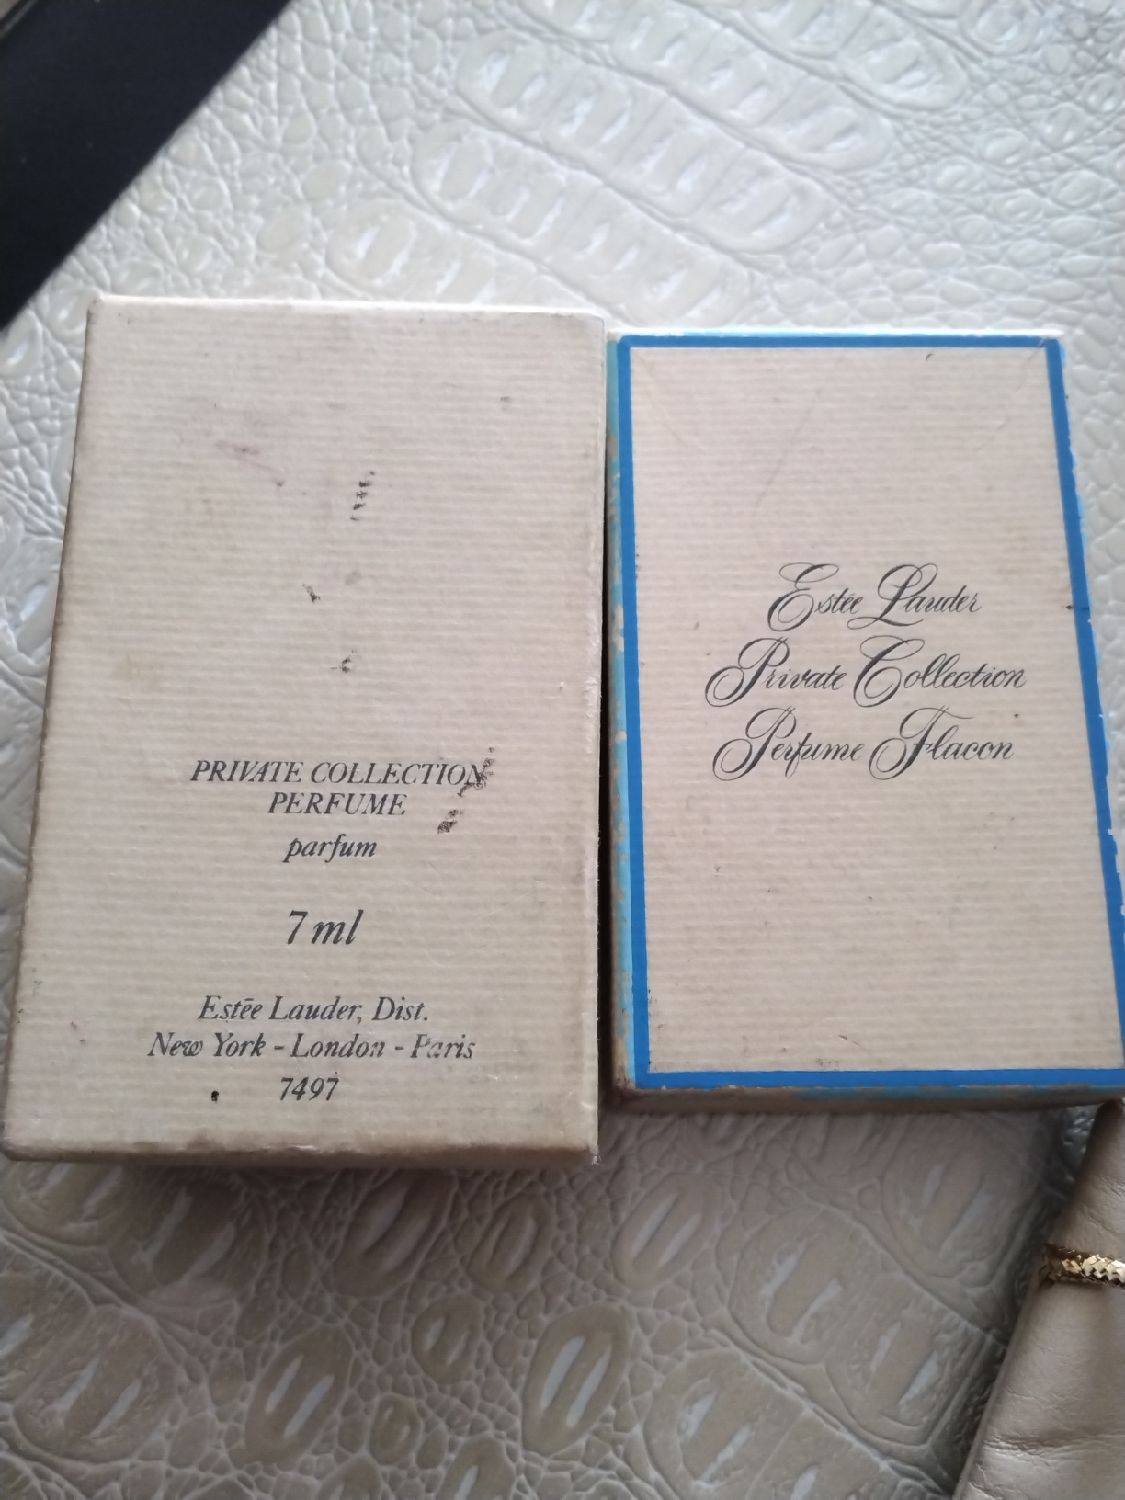 PRIVATE COLLECTION
PERFUME
parfum
7 ml
Estēe Lauder, Dist.
New York - London - Paris
7497
Estée Lauder
Private Collection
Perfume Flacon